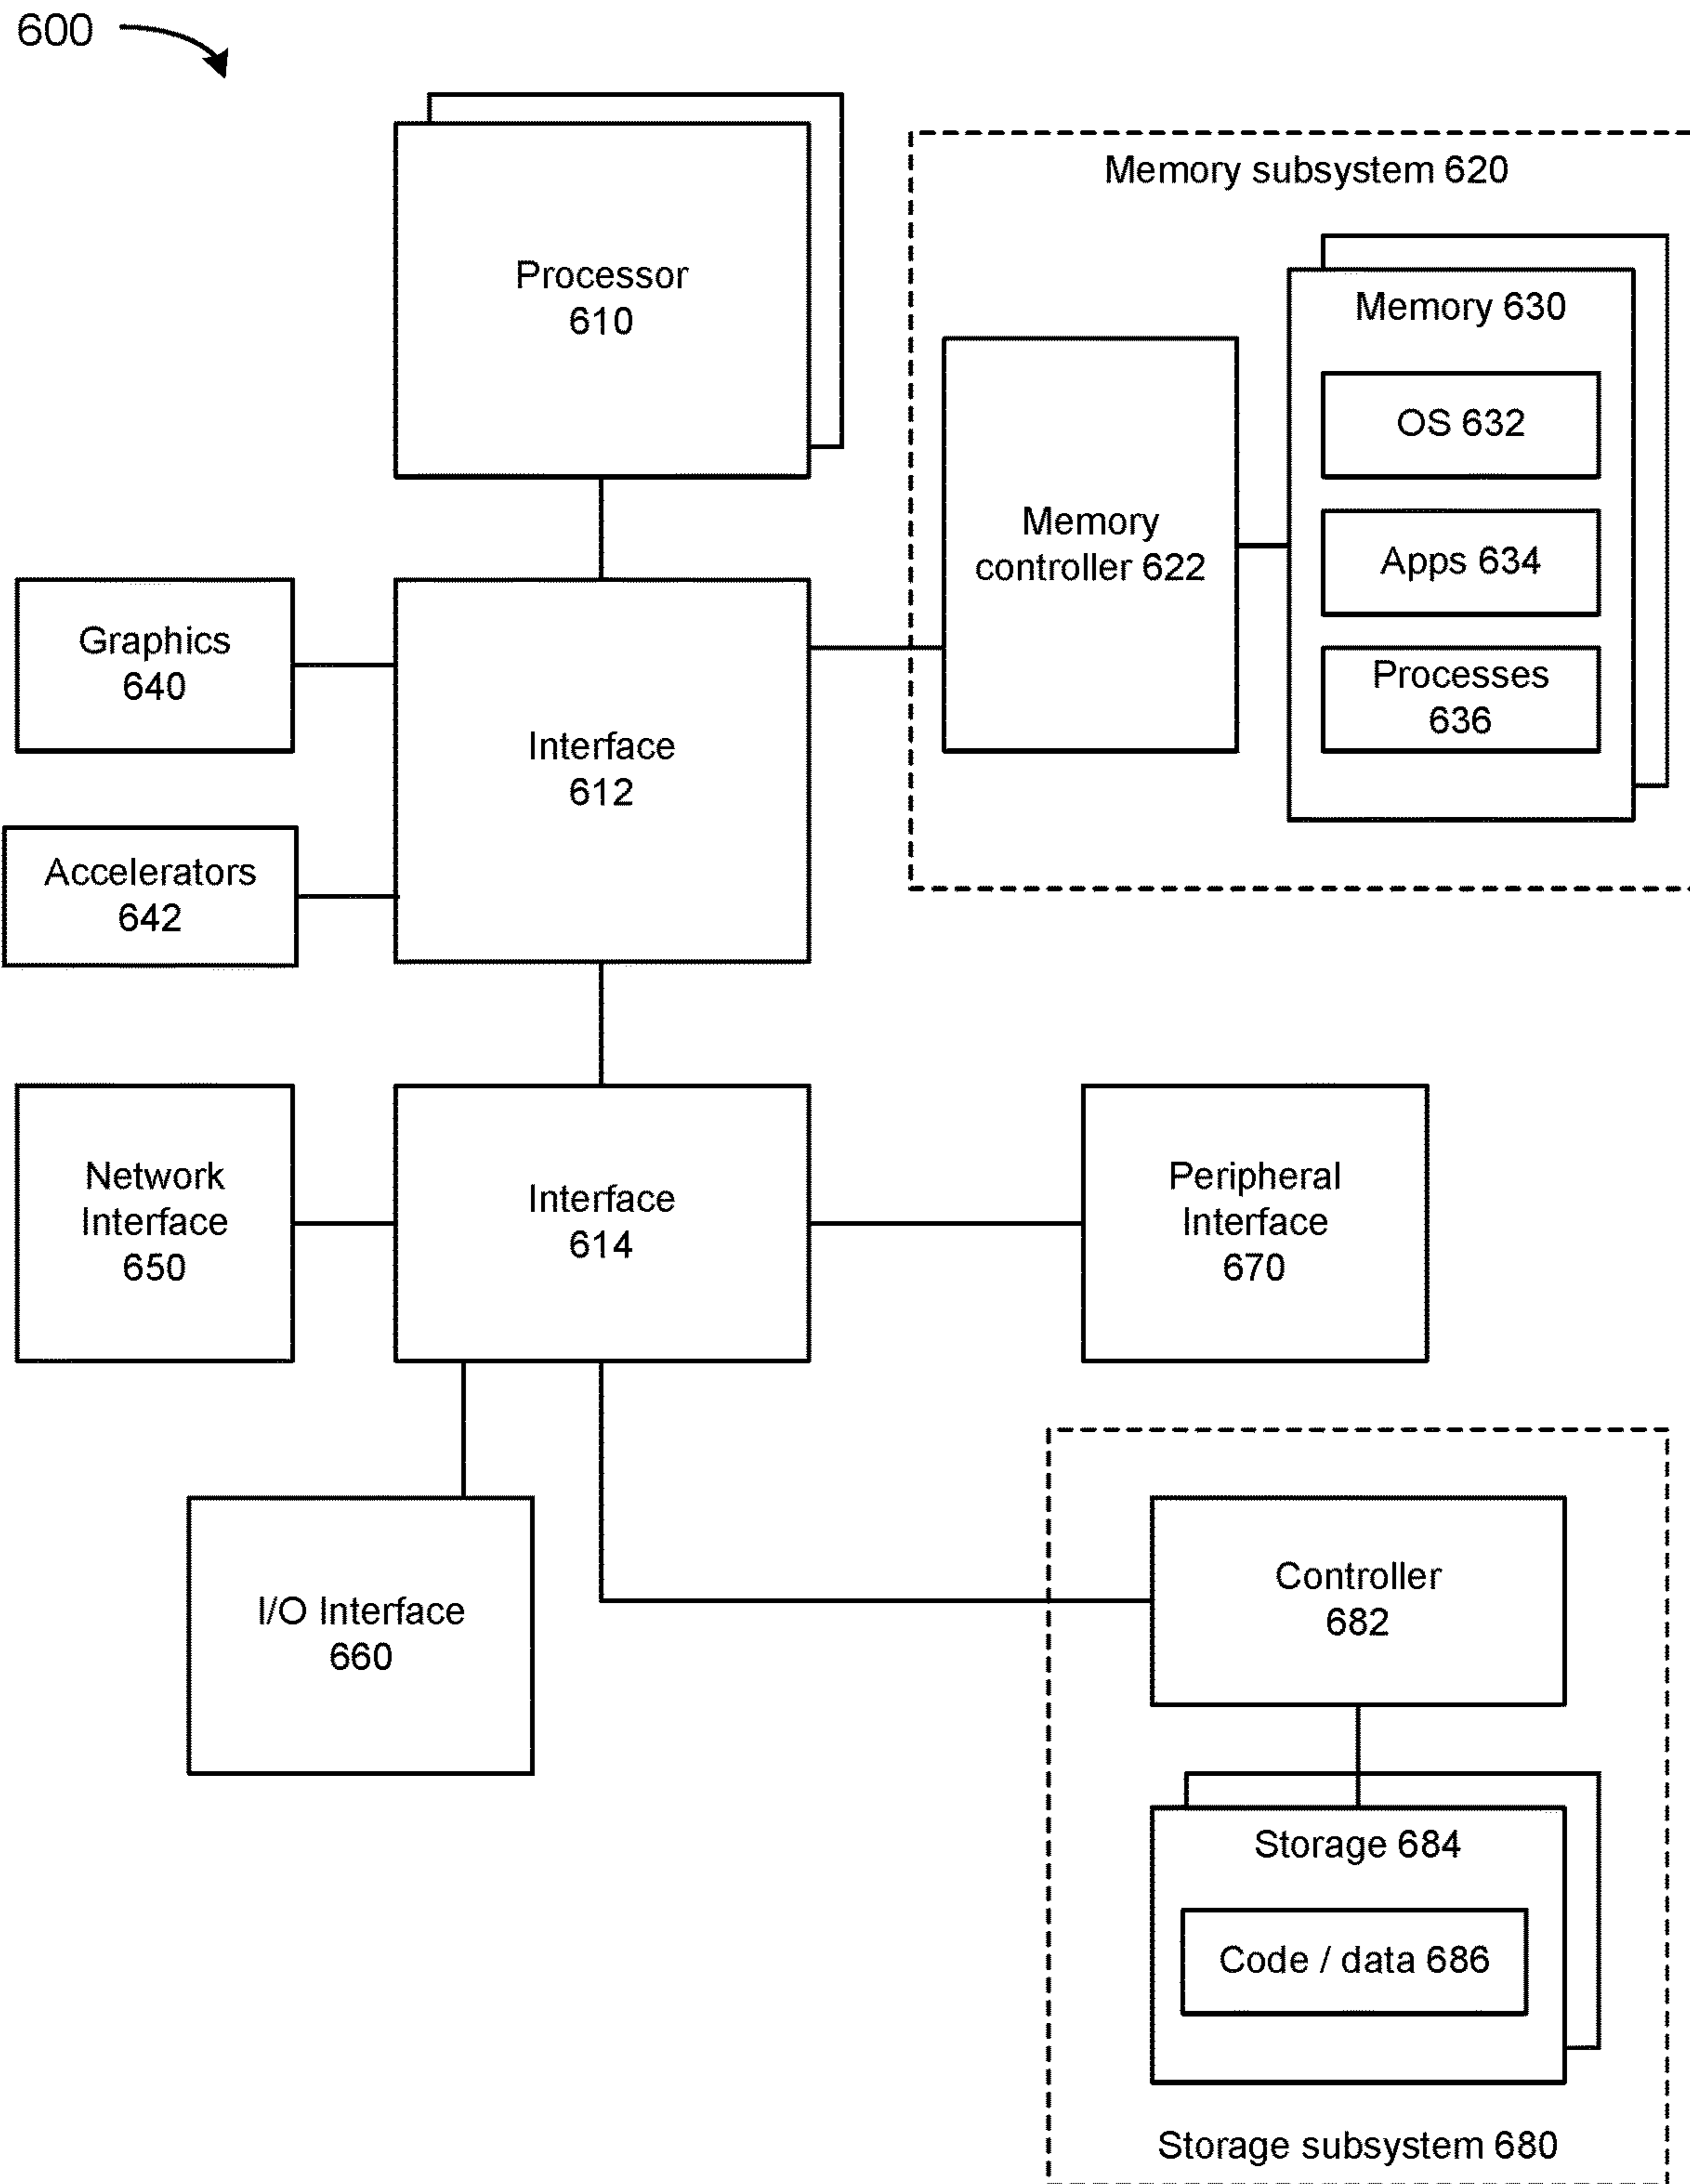 600
Processor
610
Memory subsystem 620
Memory 630
OS 632
Apps 634
Processes
636
Memory
controller 622
Graphics
640
Interface
612
Accelerators
642
Network
Interface
650
Interface
614
Peripheral
Interface
670
I/O Interface
660
Controller
682
Storage 684
Code / data 686
Storage subsystem 680